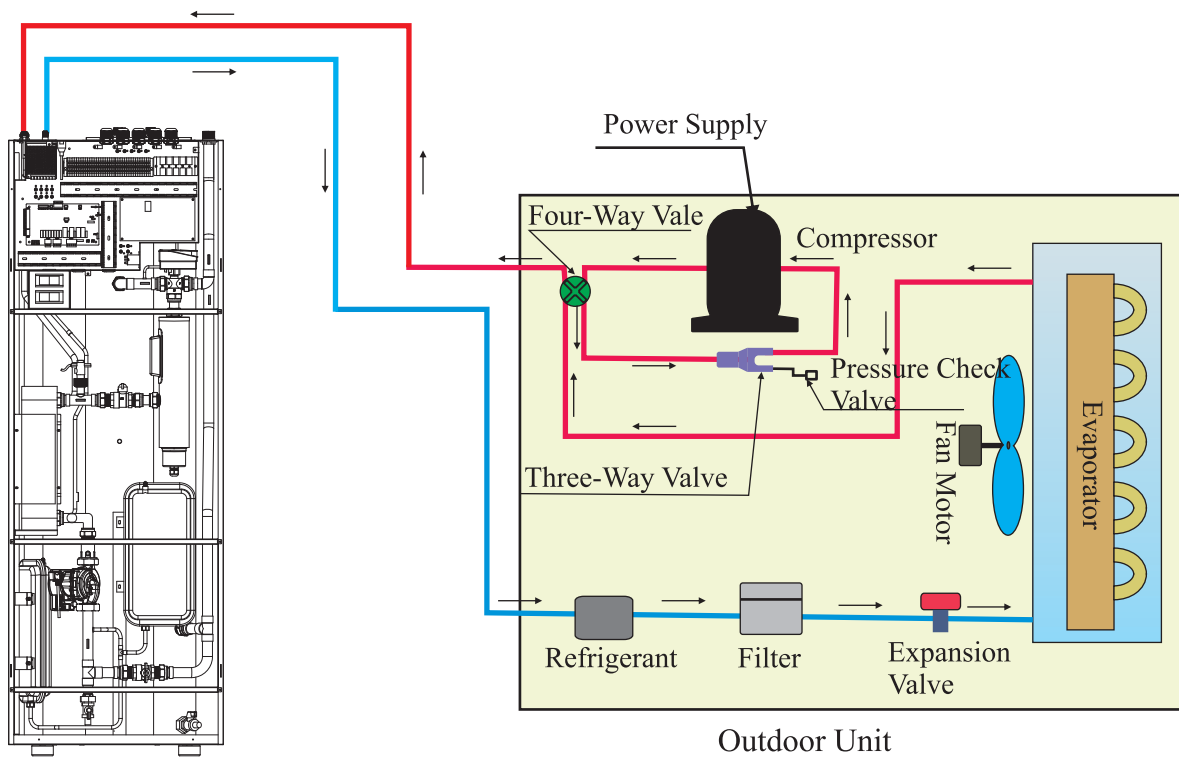 Power Supply
Four-Way Vale
Compressor
Pressure Check
Valve
Fan Motor
Evaporator
Three-Way Valve
Refrigerant
Filter
Expansion
Valve
Outdoor Unit